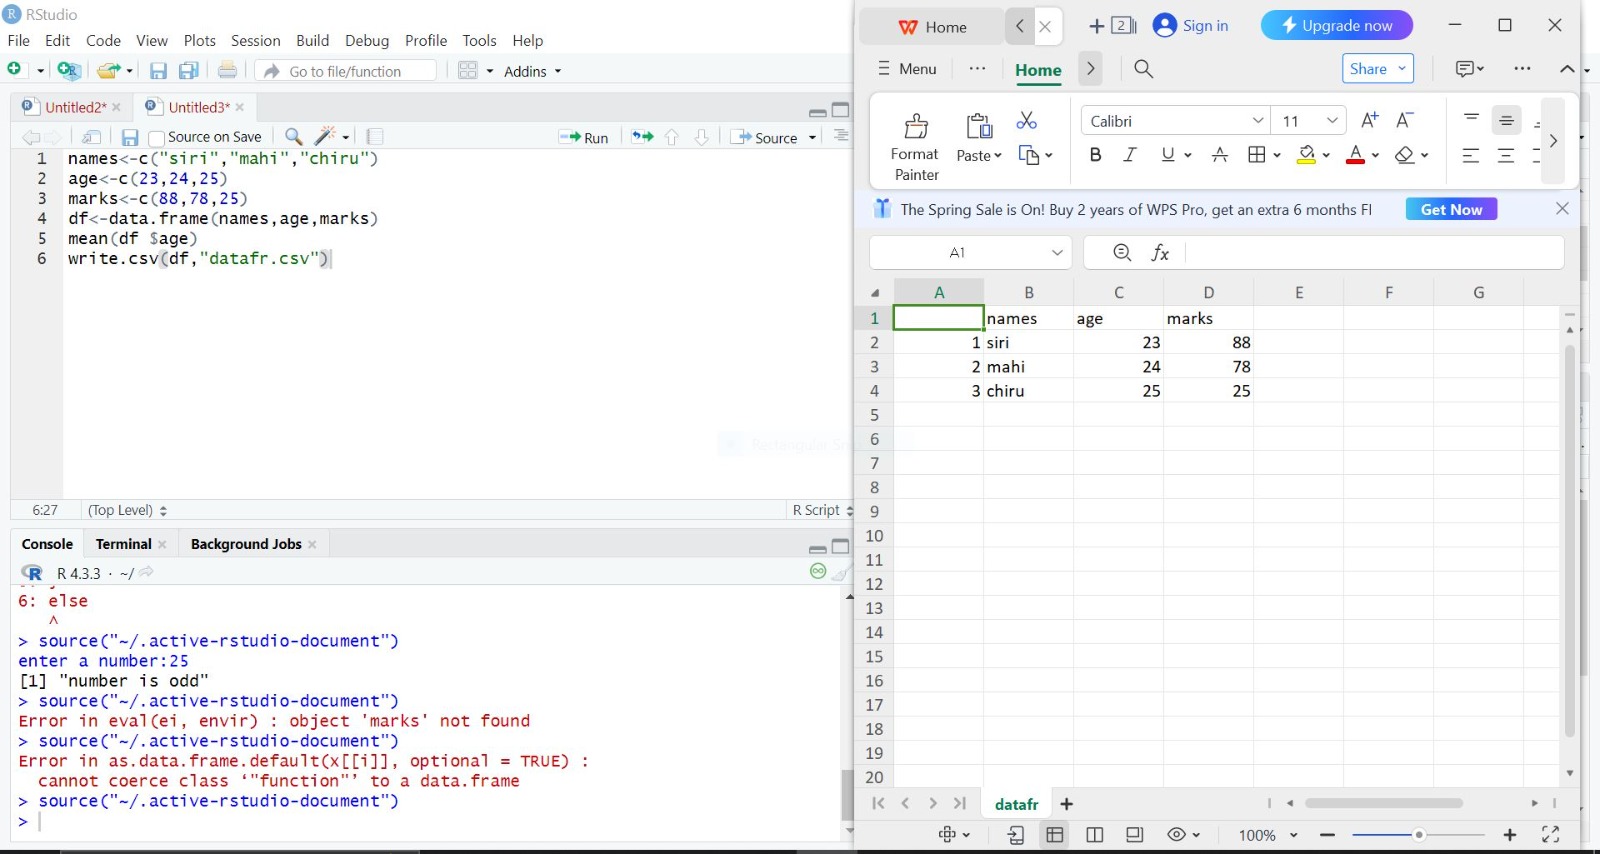 RStudio
File Edit Code View Plots Session Build Debug Profile Tools Help
Go to file/function Addins
Untitled2* Untitled3*
Source on Save Run Source
1 names<-c("siri","mahi","chiru")
2 age<-c(23,24,25)
3 marks<-c(88,78,25)
4 df<-data.frame(names,age,marks)
5 mean(df $age)
6 write.csv(df,"datafr.csv")
6:27 (Top Level) R Script
Console Terminal Background Jobs
R 4.3.3 · ~/
6: else
^
> source("~/.active-rstudio-document")
enter a number:25
[1] "number is odd"
> source("~/.active-rstudio-document")
Error in eval(ei, envir) : object 'marks' not found
> source("~/.active-rstudio-document")
Error in as.data.frame.default(x[[i]], optional = TRUE) :
cannot coerce class ‘"function"’ to a data.frame
> source("~/.active-rstudio-document")
>
Home 2 Sign in Upgrade now
Menu Home Share
Format Painter Paste Calibri 11 A+ A-
B I U A A
The Spring Sale is On! Buy 2 years of WPS Pro, get an extra 6 months FI Get Now
A1 fx
A B C D E F G
1 names age marks
2 1 siri 23 88
3 2 mahi 24 78
4 3 chiru 25 25
5
6
7
8
9
10
11
12
13
14
15
16
17
18
19
20
datafr
100%